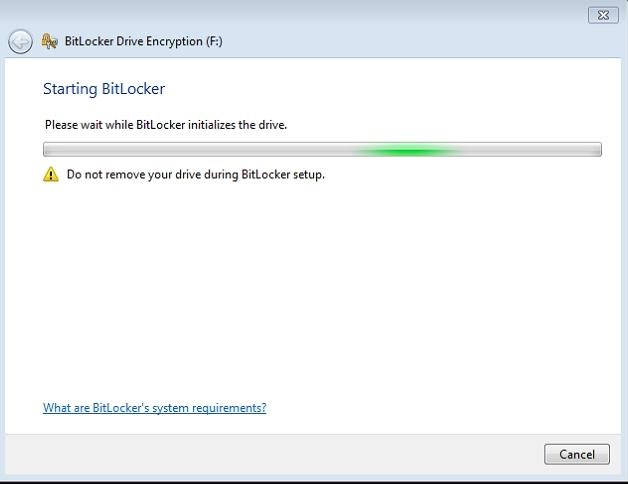 BitLocker Drive Encryption (F:)
Starting BitLocker
Please wait while BitLocker initializes the drive.
Do not remove your drive during BitLocker setup.
What are BitLocker's system requirements?
Cancel